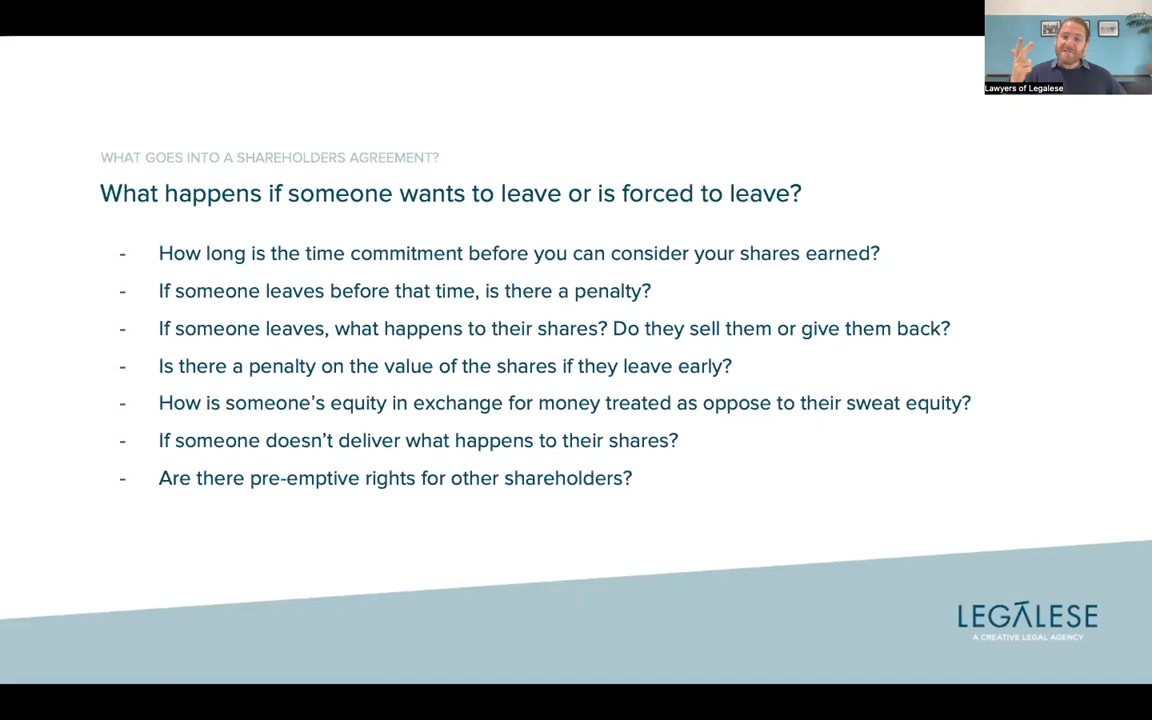 Lawyers of Legalese
WHAT GOES INTO A SHAREHOLDERS AGREEMENT?
What happens if someone wants to leave or is forced to leave?
- How long is the time commitment before you can consider your shares earned?
- If someone leaves before that time, is there a penalty?
- If someone leaves, what happens to their shares? Do they sell them or give them back?
- Is there a penalty on the value of the shares if they leave early?
- How is someone’s equity in exchange for money treated as oppose to their sweat equity?
- If someone doesn’t deliver what happens to their shares?
- Are there pre-emptive rights for other shareholders?
LEGALESE
A CREATIVE LEGAL AGENCY